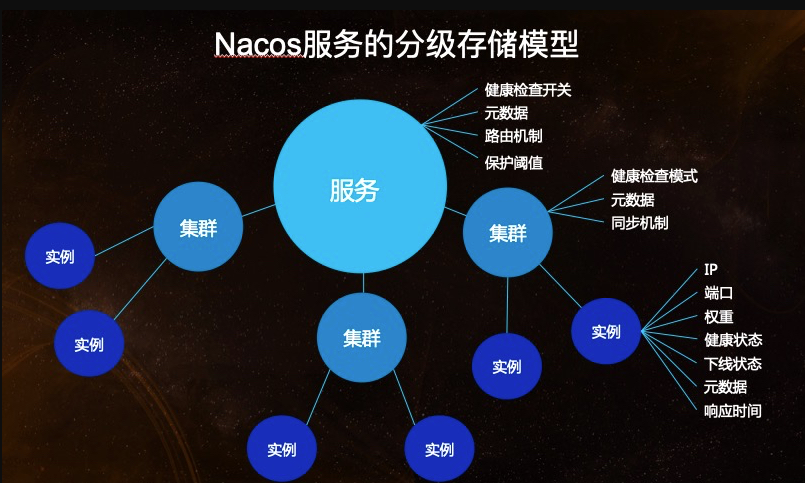 Nacos服务的分级存储模型
健康检查开关
元数据
路由机制
保护阈值
服务
健康检查模式
元数据
同步机制
集群
集群
实例
IP
端口
权重
健康状态
下线状态
元数据
响应时间
实例
实例
集群
实例
实例
实例